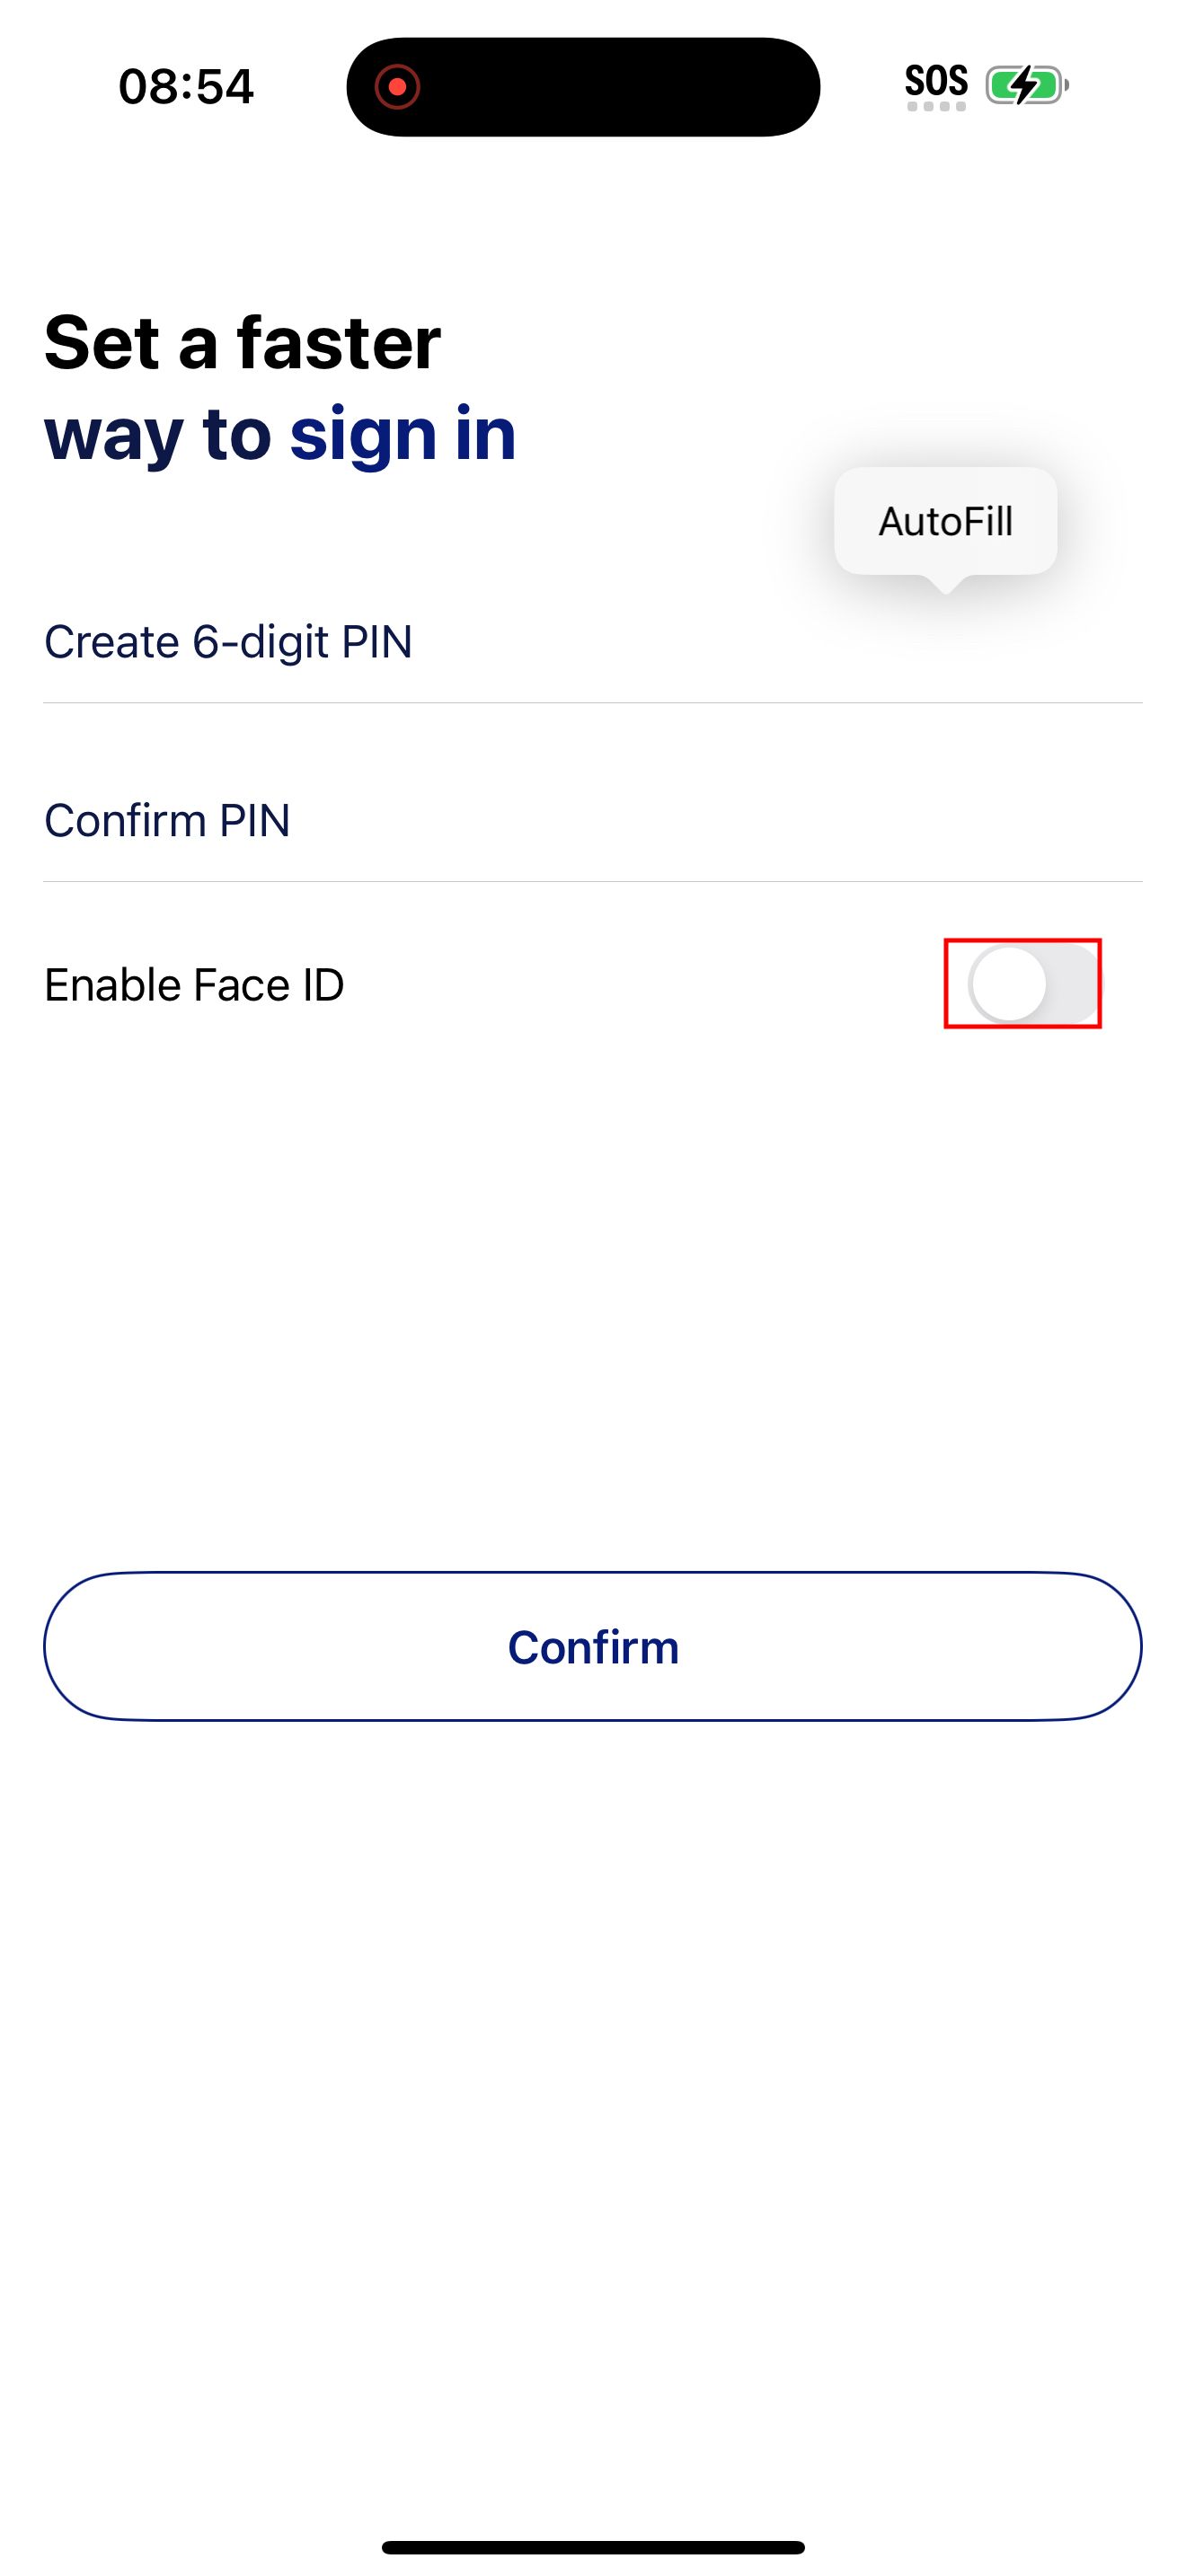 08:54
SOS
Set a faster
way to sign in
AutoFill
Create 6-digit PIN
Confirm PIN
Enable Face ID
Confirm